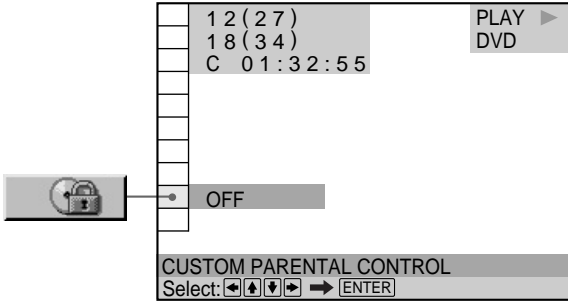 12(27)
18(34)
C 01:32:55
PLAY ►
DVD
OFF
CUSTOM PARENTAL CONTROL
Select: ← ↑ ↓ → ➡ ENTER